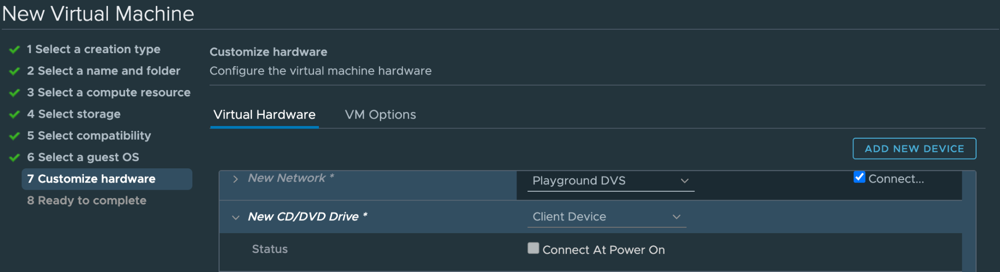 New Virtual Machine
1 Select a creation type
2 Select a name and folder
3 Select a compute resource
4 Select storage
5 Select compatibility
6 Select a guest OS
7 Customize hardware
8 Ready to complete
Customize hardware
Configure the virtual machine hardware
Virtual Hardware VM Options
ADD NEW DEVICE
New Network * Playground DVS Connect...
New CD/DVD Drive * Client Device
Status Connect At Power On